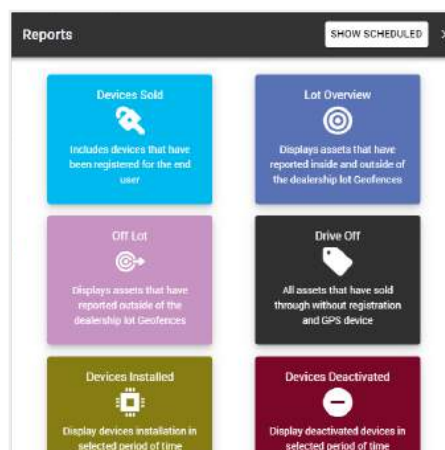 Reports
SHOW SCHEDULED
Devices Sold
Includes devices that have
been registered for the end
user
Lot Overview
Displays assets that have
reported inside and outside of
the dealership lot Geofences
Off Lot
Displays assets that have
reported outside of the
dealership lot Geofences
Drive Off
All assets that have sold
through without registration
and GPS device
Devices Installed
Display devices installation in
selected period of time
Devices Deactivated
Display deactivated devices in
selected period of time